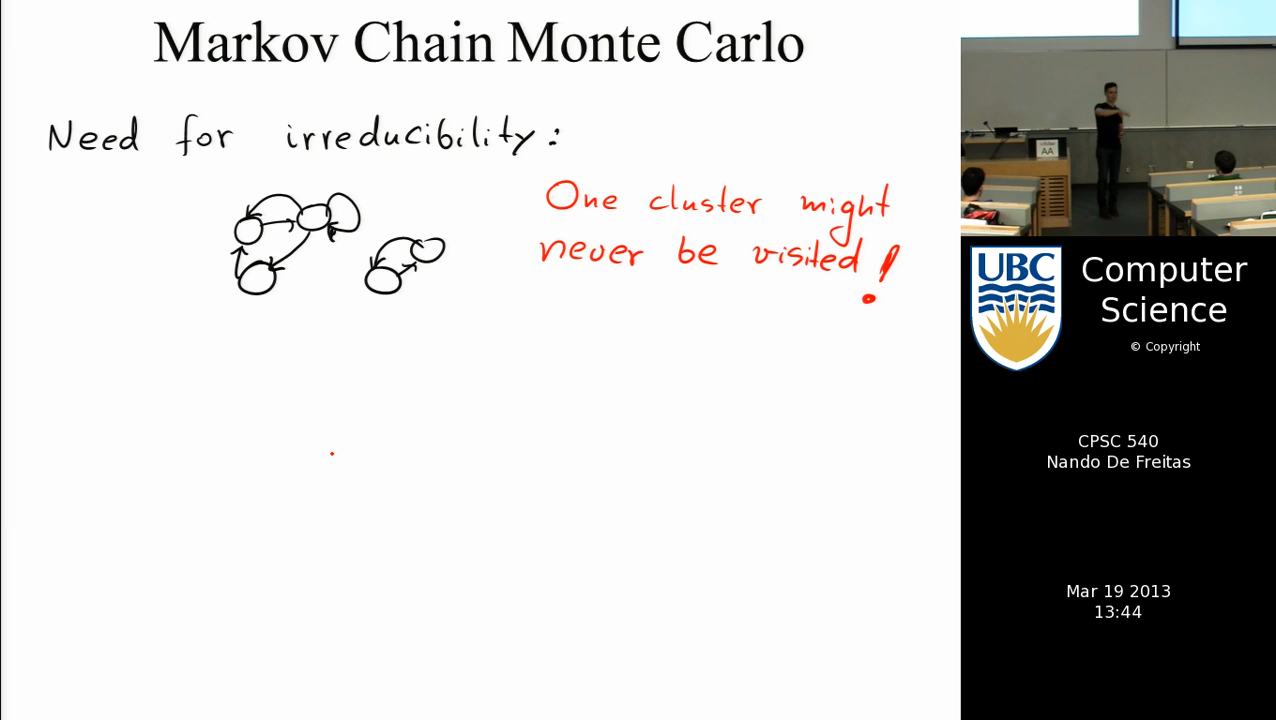 Markov Chain Monte Carlo
Need for irreducibility:
One cluster might
never be visited!
AA
UBC
Computer
Science
© Copyright
CPSC 540
Nando De Freitas
Mar 19 2013
13:44